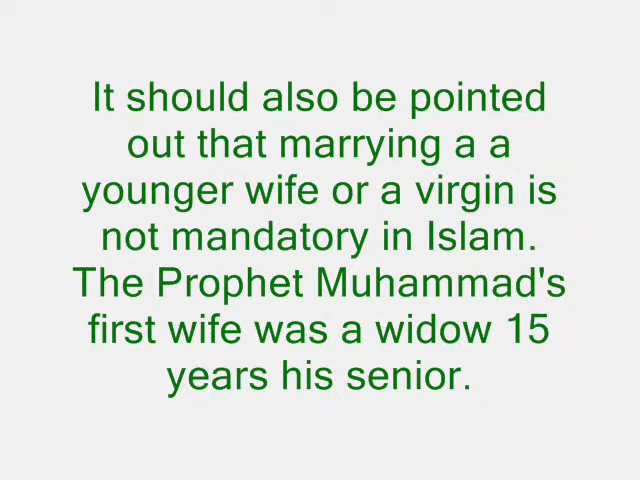 It should also be pointed
out that marrying a a
younger wife or a virgin is
not mandatory in Islam.
The Prophet Muhammad's
first wife was a widow 15
years his senior.